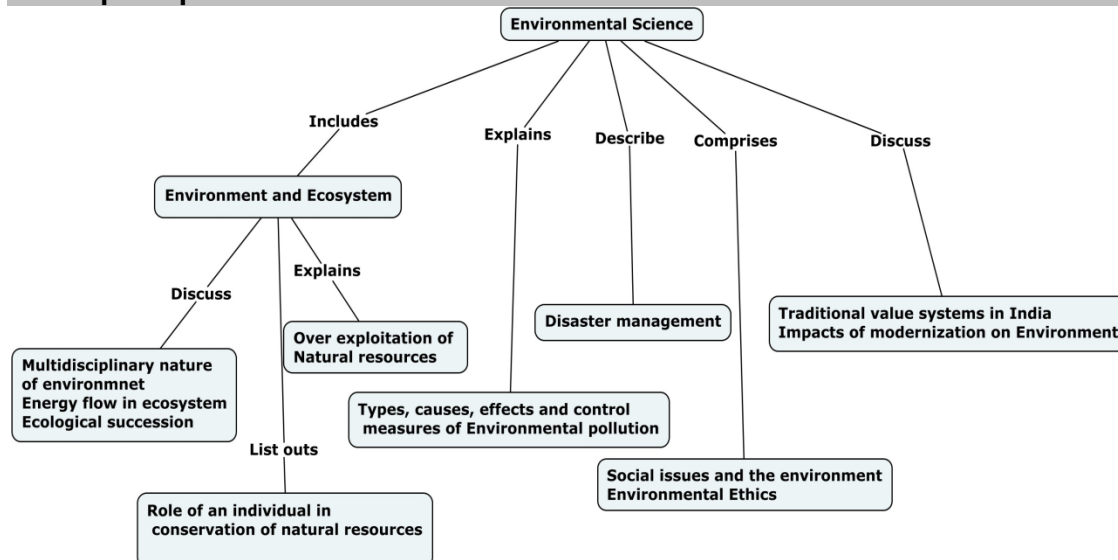 Environmental Science
Includes
Explains
Describe
Comprises
Discuss
Environment and Ecosystem
Discuss
Explains
List outs
Multidisciplinary nature
of environmnet
Energy flow in ecosystem
Ecological succession
Over exploitation of
Natural resources
Role of an individual in
conservation of natural resources
Types, causes, effects and control
measures of Environmental pollution
Disaster management
Social issues and the environment
Environmental Ethics
Traditional value systems in India
Impacts of modernization on Environment